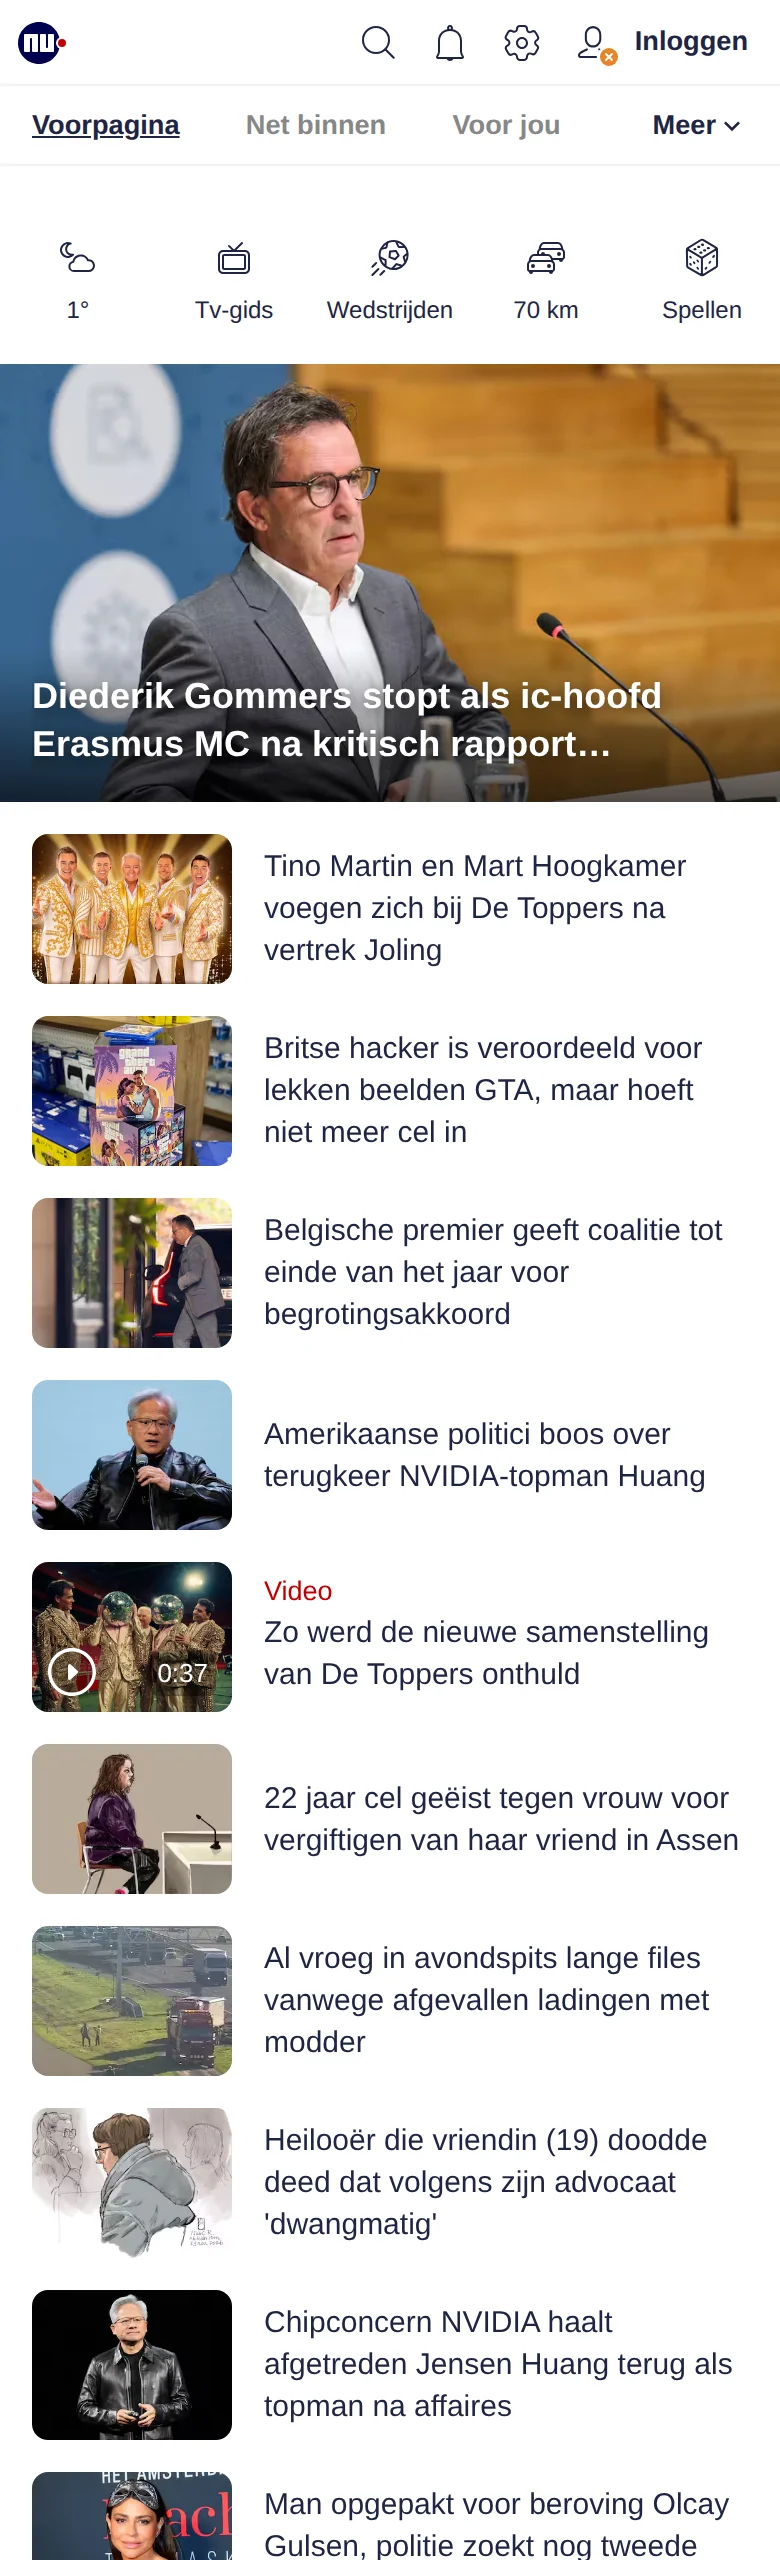 nu
Inloggen
Voorpagina
Net binnen
Voor jou
Meer
1°
Tv-gids
Wedstrijden
70 km
Spellen
Diederik Gommers stopt als ic-hoofd
Erasmus MC na kritisch rapport…
Tino Martin en Mart Hoogkamer
voegen zich bij De Toppers na
vertrek Joling
grand
Britse hacker is veroordeeld voor
lekken beelden GTA, maar hoeft
niet meer cel in
Belgische premier geeft coalitie tot
einde van het jaar voor
begrotingsakkoord
Amerikaanse politici boos over
terugkeer NVIDIA-topman Huang
0:37
Video
Zo werd de nieuwe samenstelling
van De Toppers onthuld
22 jaar cel geëist tegen vrouw voor
vergiftigen van haar vriend in Assen
Al vroeg in avondspits lange files
vanwege afgevallen ladingen met
modder
Heilooër die vriendin (19) doodde
deed dat volgens zijn advocaat
'dwangmatig'
Chipconcern NVIDIA haalt
afgetreden Jensen Huang terug als
topman na affaires
HET AMSTERD
Man opgepakt voor beroving Olcay
Gulsen, politie zoekt nog tweede